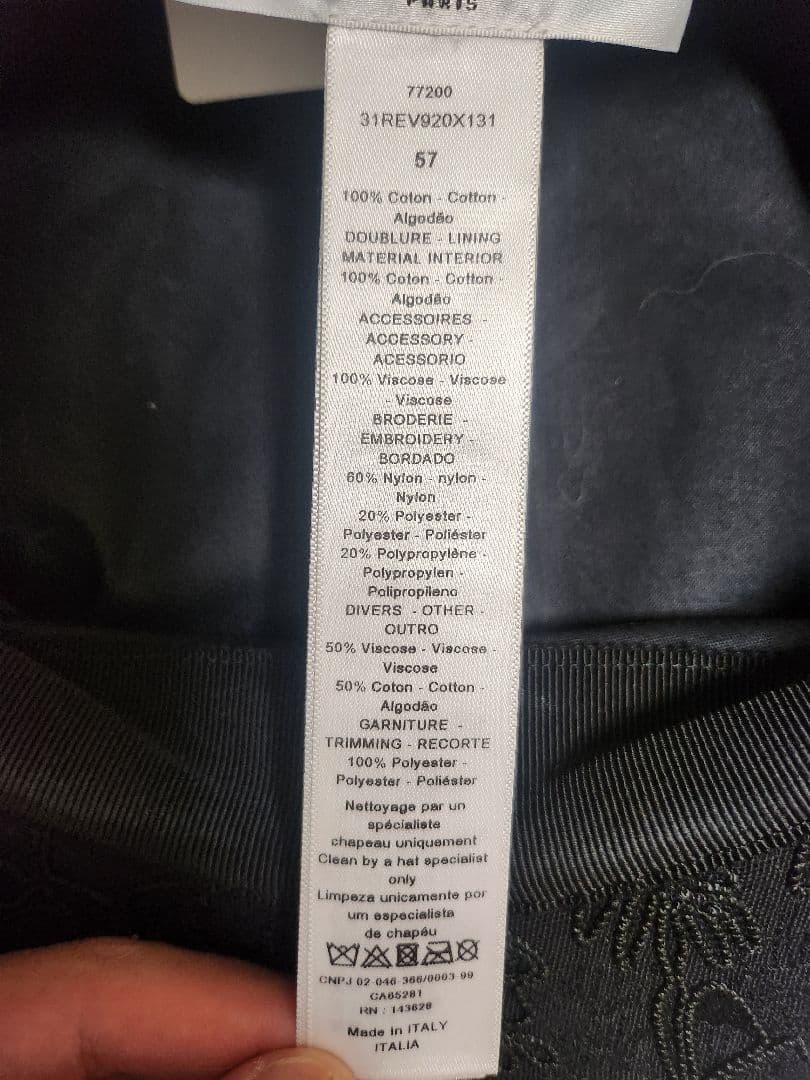 PARIS
77200
31REV920X131
57
100% Coton - Cotton -
Algodão
DOUBLURE - LINING
MATERIAL INTERIOR
100% Coton - Cotton -
Algodão
ACCESSOIRES -
ACCESSORY -
ACESSORIO
100% Viscose - Viscose
- Viscose
BRODERIE -
EMBROIDERY -
BORDADO
60% Nylon - nylon -
Nylon
20% Polyester -
Polyester - Poliéster
20% Polypropylène -
Polypropylen -
Polipropileno
DIVERS - OTHER -
OUTRO
50% Viscose - Viscose -
Viscose
50% Coton - Cotton -
Algodão
GARNITURE -
TRIMMING - RECORTE
100% Polyester -
Polyester - Poliéster
Nettoyage par un
spécialiste
chapeau uniquement
Clean by a hat specialist
only
Limpeza unicamente por
um especialista
de chapéu
CNPJ 02-046-366/0003-99
CA65281
RN : 143628
Made in ITALY
ITALIA